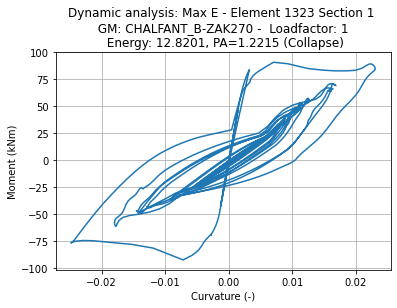 Dynamic analysis: Max E - Element 1323 Section 1
GM: CHALFANT_B-ZAK270 - Loadfactor: 1
Energy: 12.8201, PA=1.2215 (Collapse)
100
75
50
25
0
−25
−50
−75
−100
Moment (kNm)
−0.02
−0.01
0.00
0.01
0.02
Curvature (-)